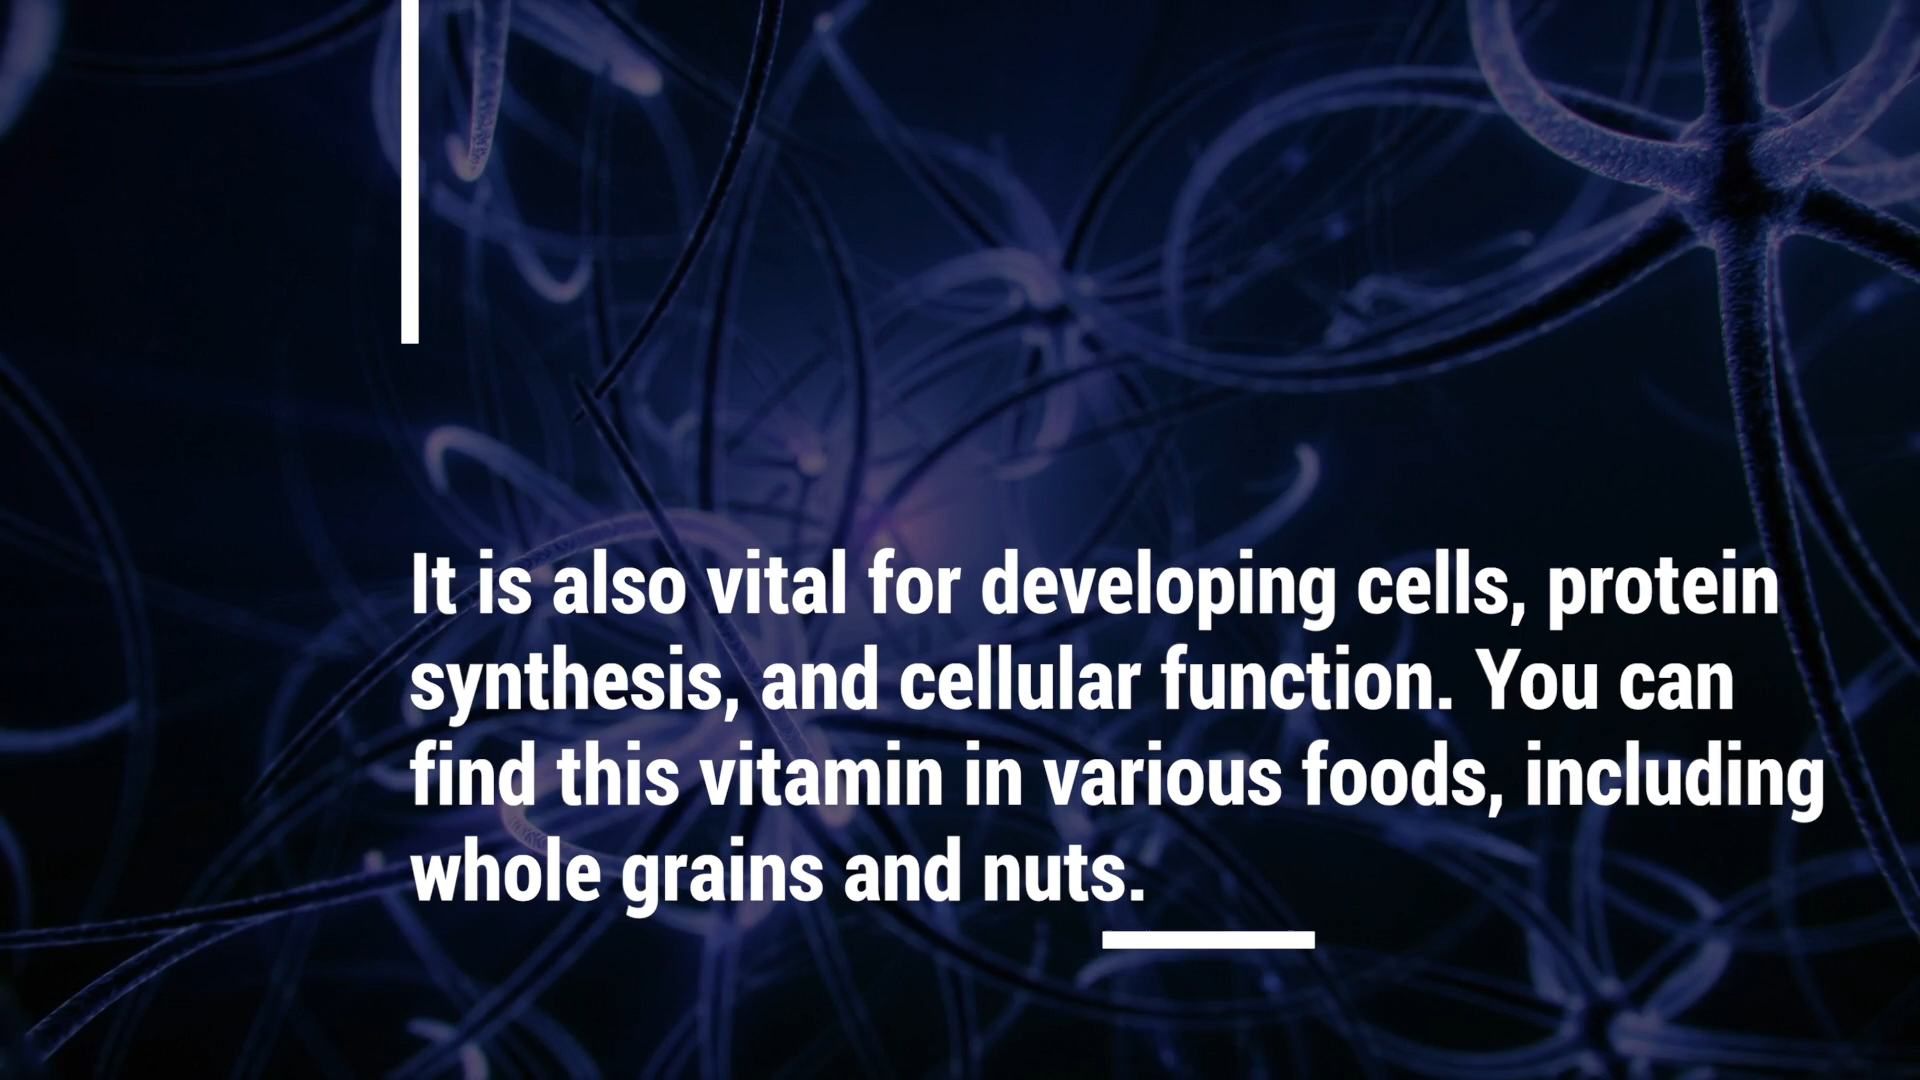 It is also vital for developing cells, protein
synthesis, and cellular function. You can
find this vitamin in various foods, including
whole grains and nuts.